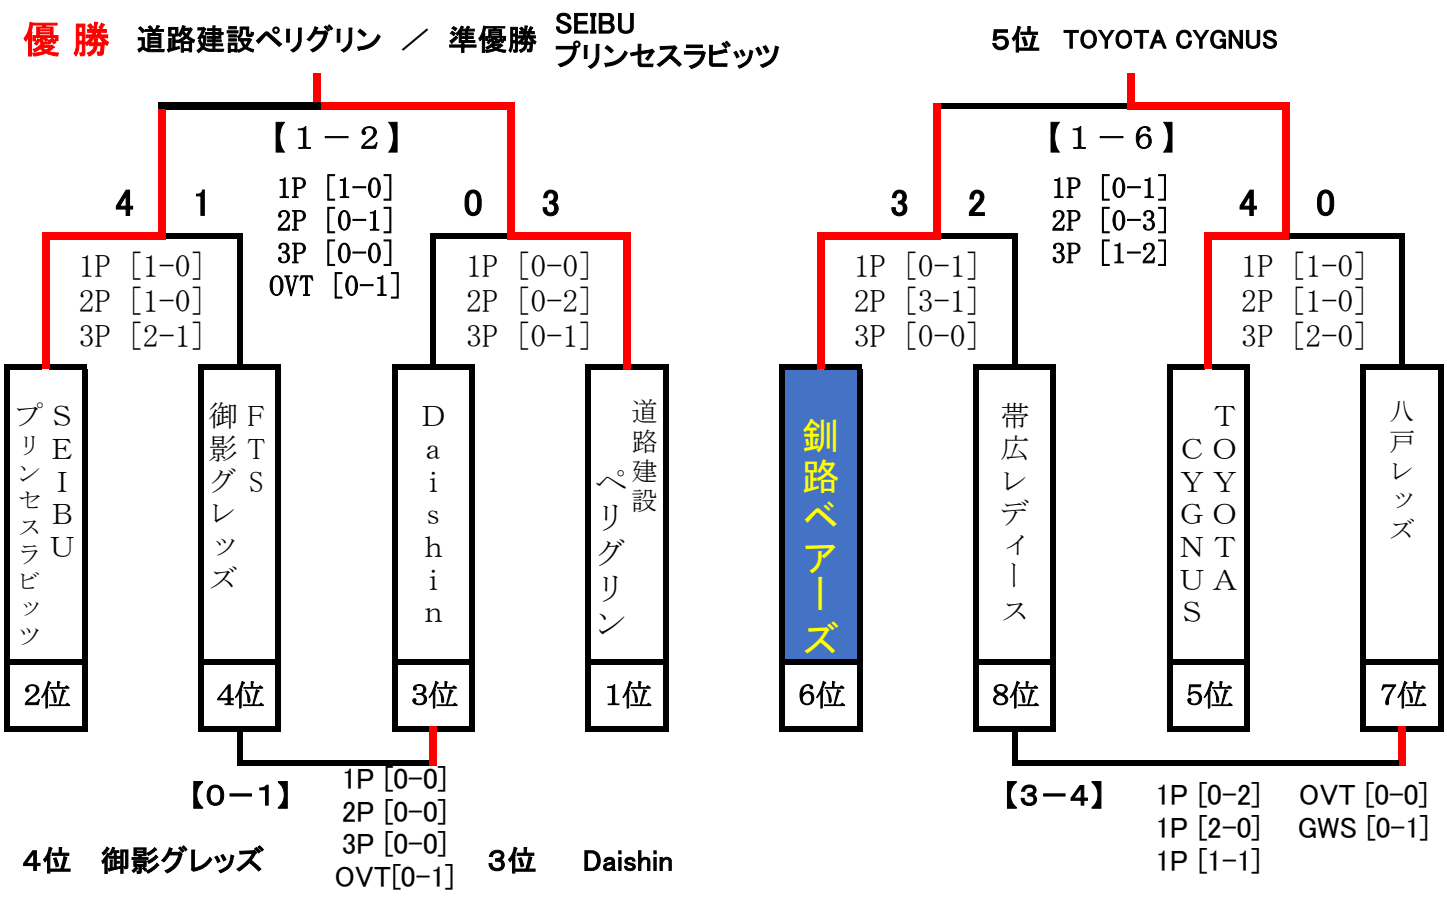 優 勝 道路建設ペリグリン ／ 準優勝 SEIBU
プリンセスラビッツ
5位 TOYOTA CYGNUS
【1－2】
1P [1-0]
2P [0-1]
3P [0-0]
OVT [0-1]
4 1
1P [1-0]
2P [1-0]
3P [2-1]
0 3
1P [0-0]
2P [0-2]
3P [0-1]
【1－6】
1P [0-1]
2P [0-3]
3P [1-2]
3 2
1P [0-1]
2P [3-1]
3P [0-0]
4 0
1P [1-0]
2P [1-0]
3P [2-0]
SEIBU
プリンセスラビッツ
FTS
御影グレッズ
Daishin
道路建設
ペリグリン
釧路ベアーズ
帯広レディース
TOYOTA
CYGNUS
八戸レッズ
2位 4位 3位 1位 6位 8位 5位 7位
【0－1】
1P [0-0]
2P [0-0]
3P [0-0]
OVT[0-1]
4位 御影グレッズ
3位 Daishin
【3－4】
1P [0-2] OVT [0-0]
1P [2-0] GWS [0-1]
1P [1-1]